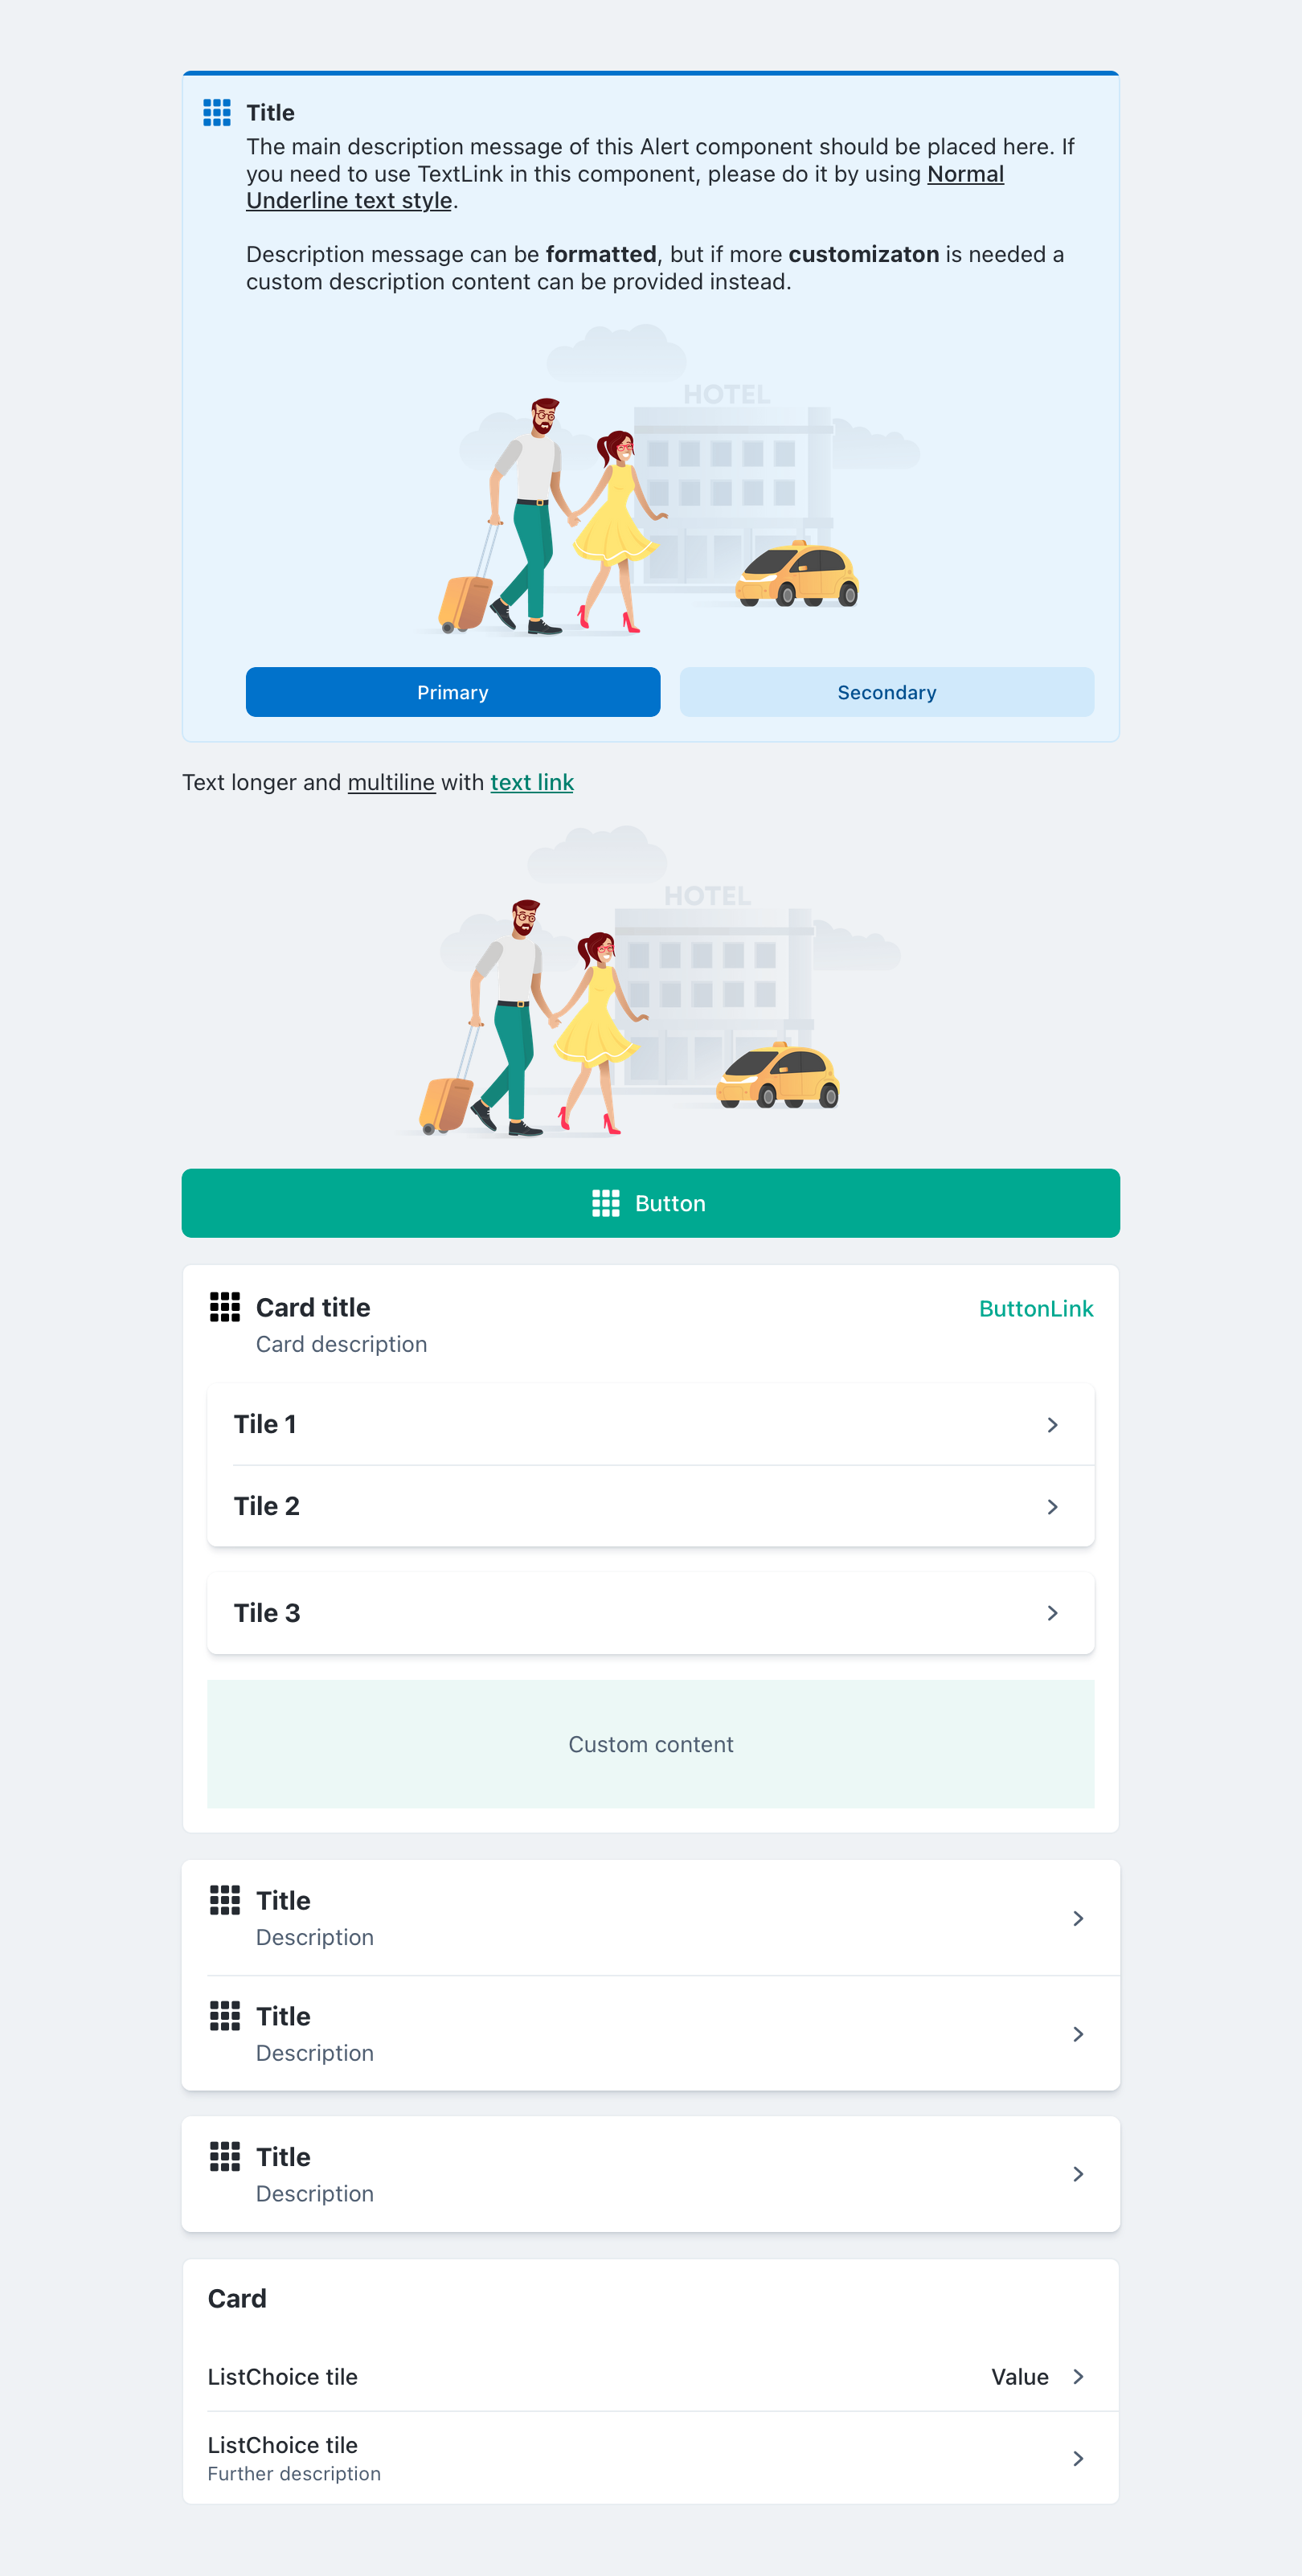 Title
The main description message of this Alert component should be placed here. If
you need to use TextLink in this component, please do it by using Normal
Underline text style.
Description message can be formatted, but if more customizaton is needed a
custom description content can be provided instead.
HOTEL
Primary
Secondary
Text longer and multiline with text link
HOTEL
Button
Card title
ButtonLink
Card description
Tile 1
Tile 2
Tile 3
Custom content
Title
Description
Title
Description
Title
Description
Card
ListChoice tile
Value
ListChoice tile
Further description